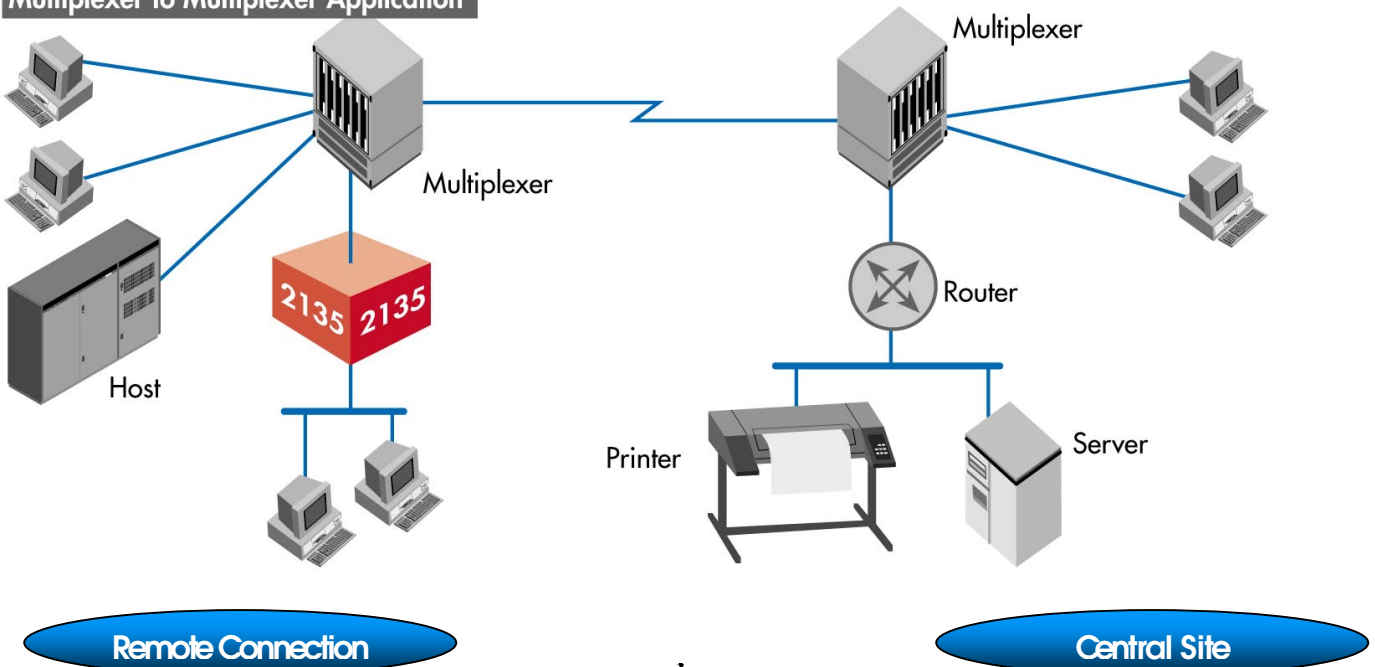 Multiplexer to Multiplexer Application
Multiplexer
Multiplexer
2135 2135
Router
Host
Printer
Server
Remote Connection
Central Site